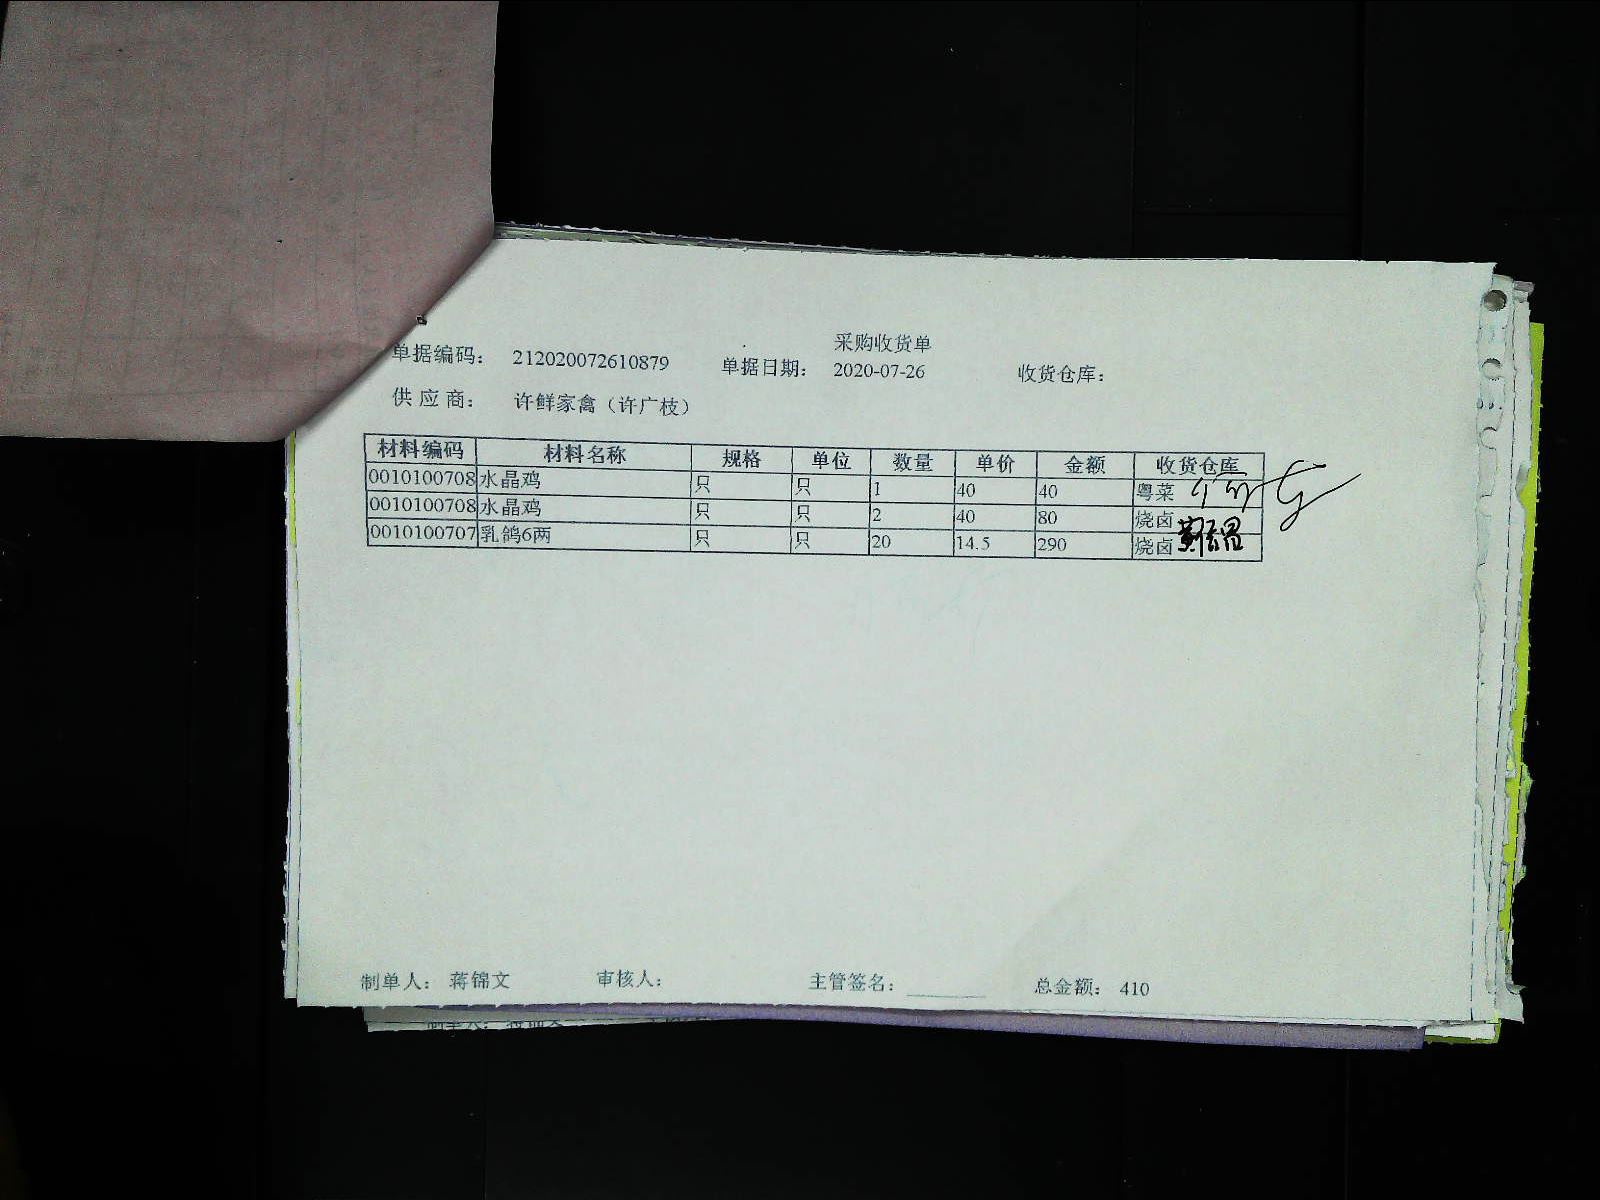 采购收货单
单据编码: 212020072610879 单据日期: 2020-07-26 收货仓库:
供应商: 许鲜家禽（许广枝）
材料编码 材料名称 规格 单位 数量 单价 金额 收货仓库
0010100708 水晶鸡 只 只 1 40 40 粤菜
0010100708 水晶鸡 只 只 2 40 80 烧卤
0010100707 乳鸽6两 只 只 20 14.5 290 烧卤
制单人: 蒋锦文 审核人: 主管签名: 总金额: 410